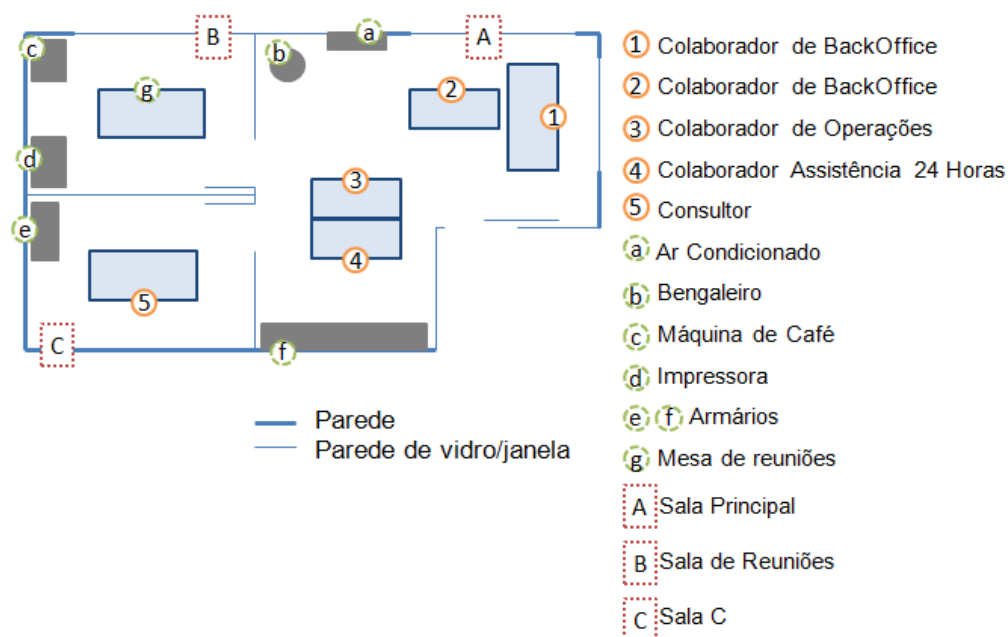 B
A
c
b
a
g
2
1
d
3
e
4
5
C
f
Parede
Parede de vidro/janela
1 Colaborador de BackOffice
2 Colaborador de BackOffice
3 Colaborador de Operações
4 Colaborador Assistência 24 Horas
5 Consultor
a Ar Condicionado
b Bengaleiro
c Máquina de Café
d Impressora
e f Armários
g Mesa de reuniões
A Sala Principal
B Sala de Reuniões
C Sala C